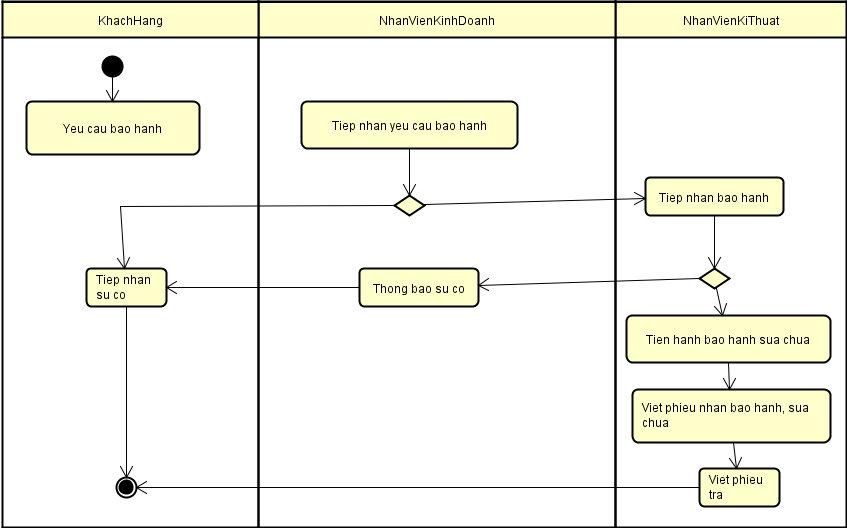 KhachHang
NhanVienKinhDoanh
NhanVienKiThuat
Yeu cau bao hanh
Tiep nhan yeu cau bao hanh
Tiep nhan bao hanh
Tiep nhan
su co
Thong bao su co
Tien hanh bao hanh sua chua
Viet phieu nhan bao hanh, sua
chua
Viet phieu
tra